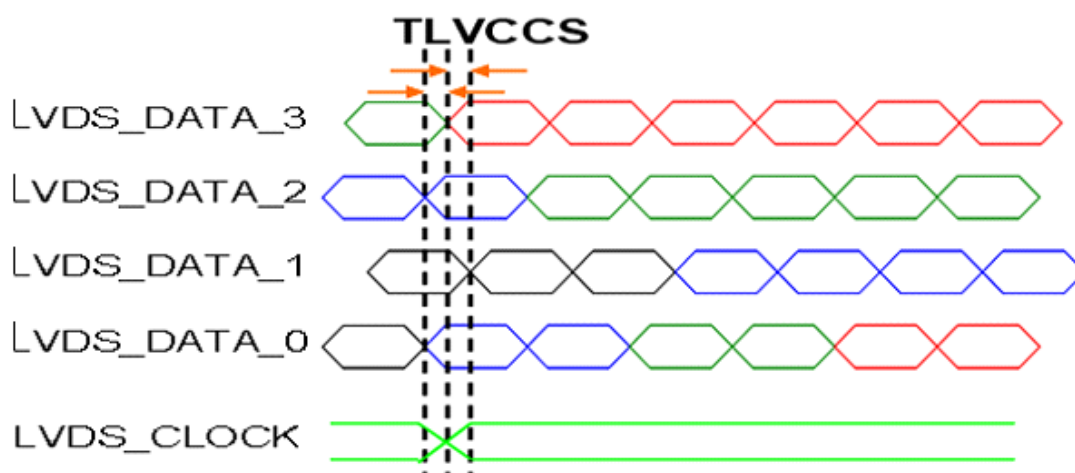 TLVCCS
LVDS_DATA_3
LVDS_DATA_2
LVDS_DATA_1
LVDS_DATA_0
LVDS_CLOCK